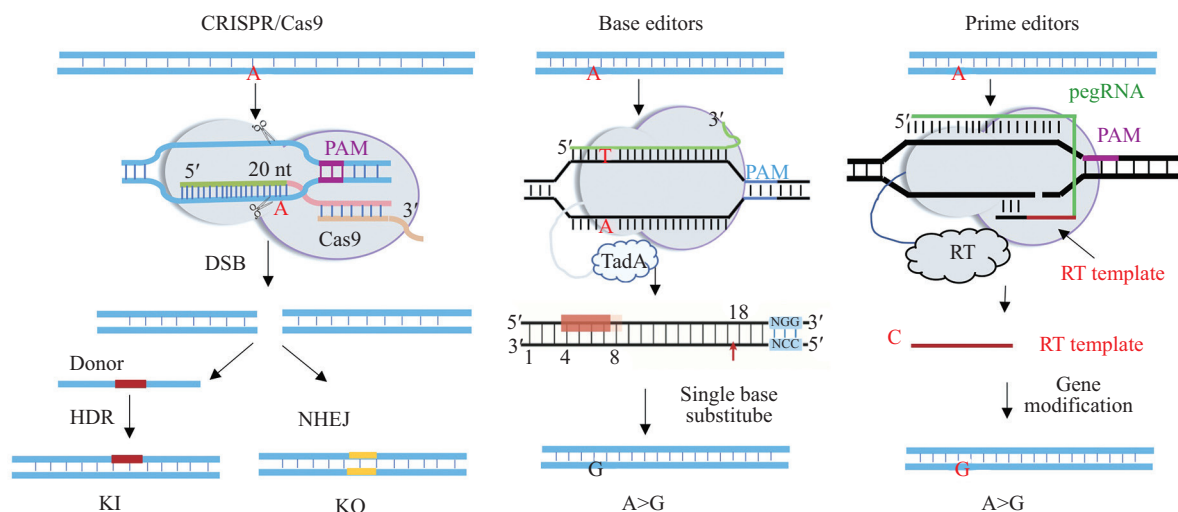 CRISPR/Cas9
A
5′
20 nt
PAM
A
3′
Cas9
DSB
Donor
HDR
NHEJ
KI
KO
Base editors
A
3′
5′
T
PAM
A
TadA
18
5′
NGG
3′
3′
NCC
5′
1
4
8
Single base
substitube
G
A>G
Prime editors
A
pegRNA
5′
PAM
RT
RT template
C
RT template
Gene
modification
G
A>G